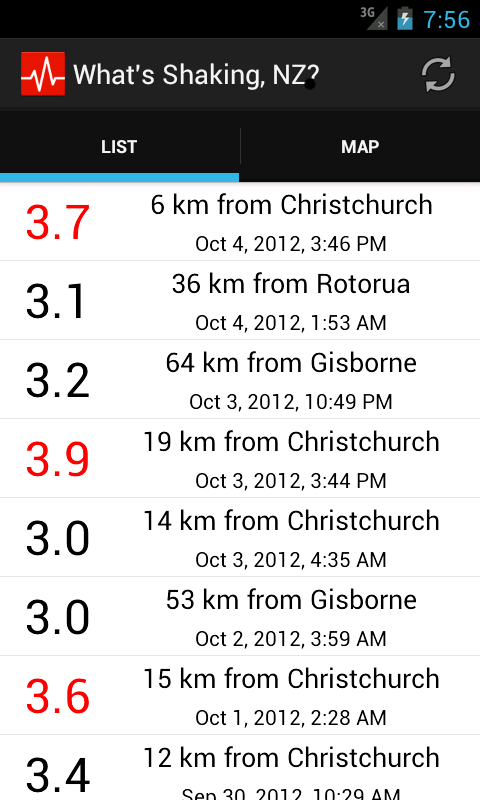 3G 7:56
What's Shaking, NZ?
LIST MAP
3.7 6 km from Christchurch
Oct 4, 2012, 3:46 PM
3.1 36 km from Rotorua
Oct 4, 2012, 1:53 AM
3.2 64 km from Gisborne
Oct 3, 2012, 10:49 PM
3.9 19 km from Christchurch
Oct 3, 2012, 3:44 PM
3.0 14 km from Christchurch
Oct 3, 2012, 4:35 AM
3.0 53 km from Gisborne
Oct 2, 2012, 3:59 AM
3.6 15 km from Christchurch
Oct 1, 2012, 2:28 AM
3.4 12 km from Christchurch
Sep 30, 2012, 10:29 AM